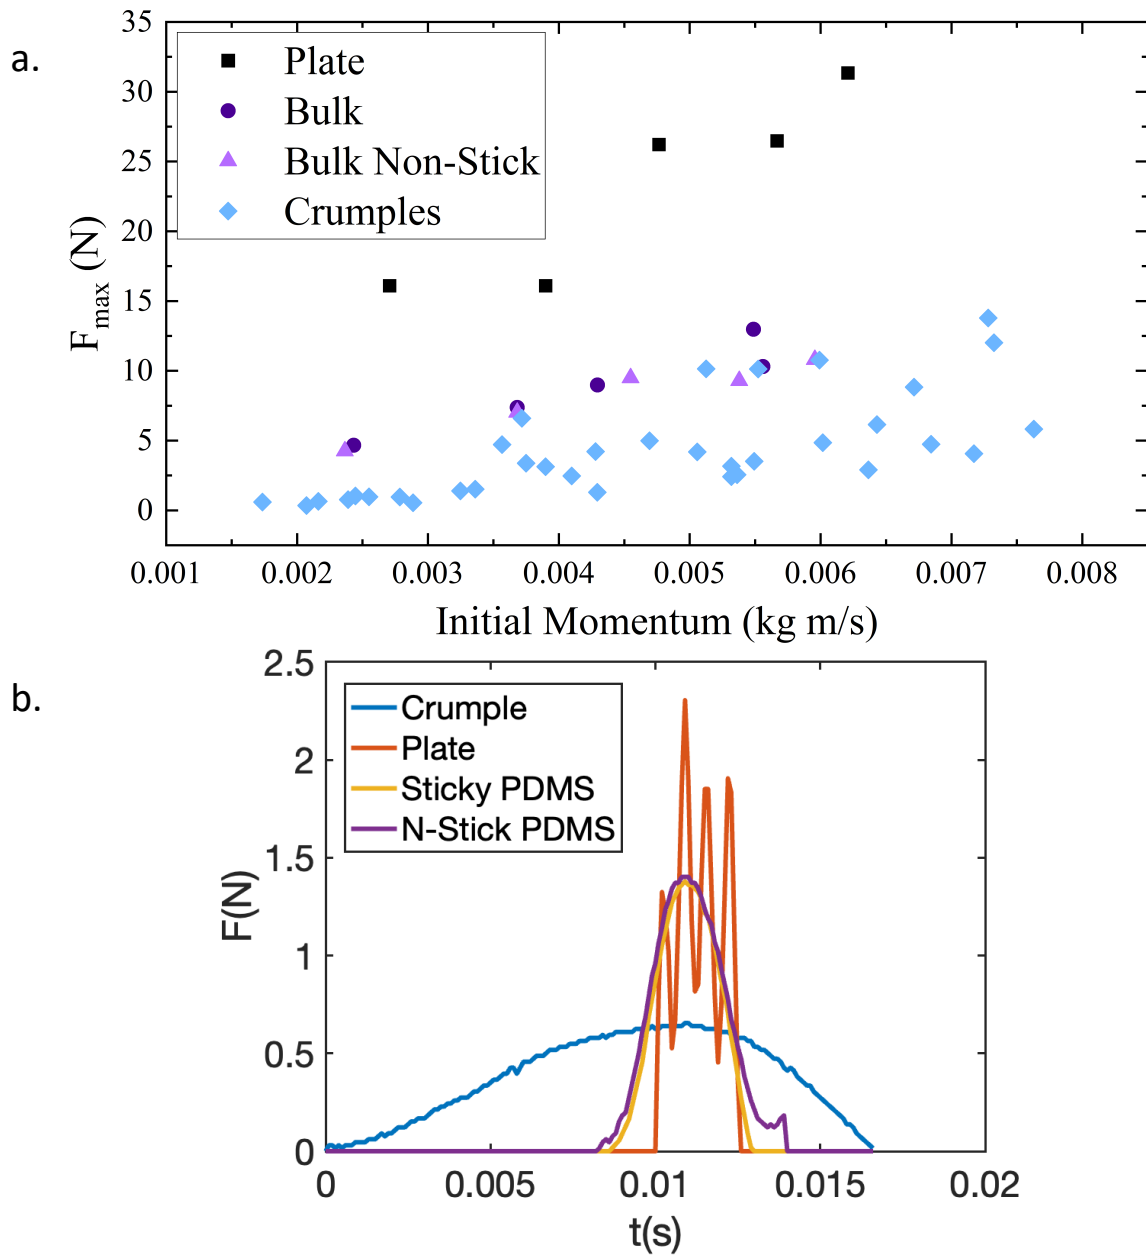 a.
35
30
25
20
15
10
5
0
F_max (N)
Plate
Bulk
Bulk Non-Stick
Crumples
0.001 0.002 0.003 0.004 0.005 0.006 0.007 0.008
Initial Momentum (kg m/s)
b.
2.5
2
1.5
1
0.5
0
F(N)
Crumple
Plate
Sticky PDMS
N-Stick PDMS
0 0.005 0.01 0.015 0.02
t(s)